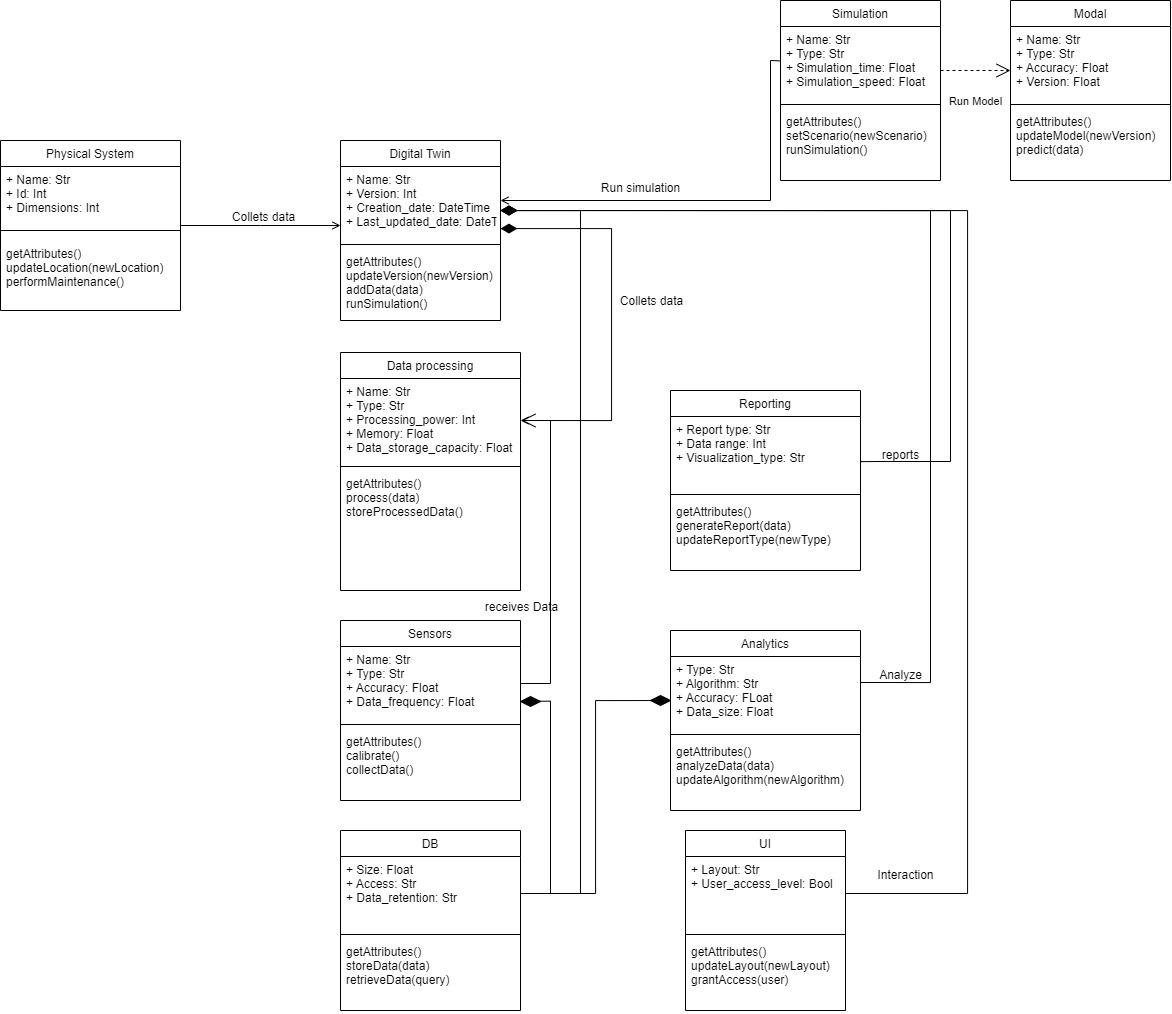 Simulation
+ Name: Str
+ Type: Str
+ Simulation_time: Float
+ Simulation_speed: Float
getAttributes()
setScenario(newScenario)
runSimulation()
Modal
+ Name: Str
+ Type: Str
+ Accuracy: Float
+ Version: Float
getAttributes()
updateModel(newVersion)
predict(data)
Run Model
Physical System
+ Name: Str
+ Id: Int
+ Dimensions: Int
getAttributes()
updateLocation(newLocation)
performMaintenance()
Collets data
Digital Twin
+ Name: Str
+ Version: Int
+ Creation_date: DateTime
+ Last_updated_date: DateT
getAttributes()
updateVersion(newVersion)
addData(data)
runSimulation()
Run simulation
Collets data
Data processing
+ Name: Str
+ Type: Str
+ Processing_power: Int
+ Memory: Float
+ Data_storage_capacity: Float
getAttributes()
process(data)
storeProcessedData()
Reporting
+ Report type: Str
+ Data range: Int
+ Visualization_type: Str
getAttributes()
generateReport(data)
updateReportType(newType)
reports
receives Data
Sensors
+ Name: Str
+ Type: Str
+ Accuracy: Float
+ Data_frequency: Float
getAttributes()
calibrate()
collectData()
Analytics
+ Type: Str
+ Algorithm: Str
+ Accuracy: FLoat
+ Data_size: Float
getAttributes()
analyzeData(data)
updateAlgorithm(newAlgorithm)
Analyze
DB
+ Size: Float
+ Access: Str
+ Data_retention: Str
getAttributes()
storeData(data)
retrieveData(query)
UI
+ Layout: Str
+ User_access_level: Bool
getAttributes()
updateLayout(newLayout)
grantAccess(user)
Interaction